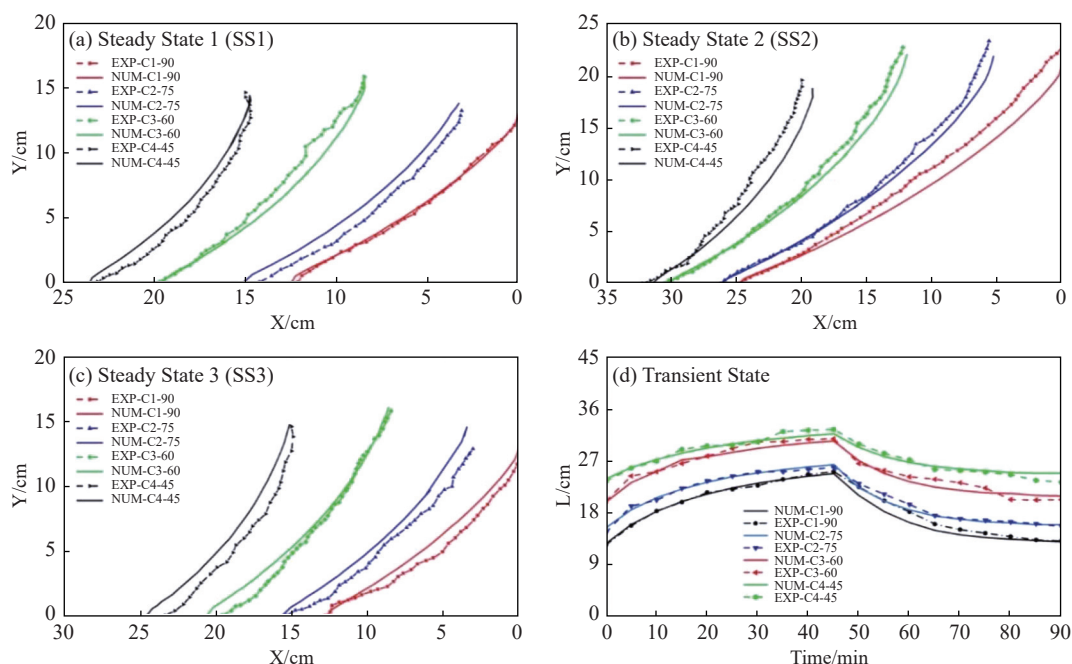 (a) Steady State 1 (SS1)
EXP-C1-90
NUM-C1-90
EXP-C2-75
NUM-C2-75
EXP-C3-60
NUM-C3-60
EXP-C4-45
NUM-C4-45
Y/cm
20
15
10
5
0
25
20
15
10
5
0
X/cm
(b) Steady State 2 (SS2)
EXP-C1-90
NUM-C1-90
EXP-C2-75
NUM-C2-75
EXP-C3-60
NUM-C3-60
EXP-C4-45
NUM-C4-45
Y/cm
25
20
15
10
5
0
35
30
25
20
15
10
5
0
X/cm
(c) Steady State 3 (SS3)
EXP-C1-90
NUM-C1-90
EXP-C2-75
NUM-C2-75
EXP-C3-60
NUM-C3-60
EXP-C4-45
NUM-C4-45
Y/cm
20
15
10
5
0
30
25
20
15
10
5
0
X/cm
(d) Transient State
L/cm
45
36
27
18
9
0
NUM-C1-90
EXP-C1-90
NUM-C2-75
EXP-C2-75
NUM-C3-60
EXP-C3-60
NUM-C4-45
EXP-C4-45
0
10
20
30
40
50
60
70
80
90
Time/min